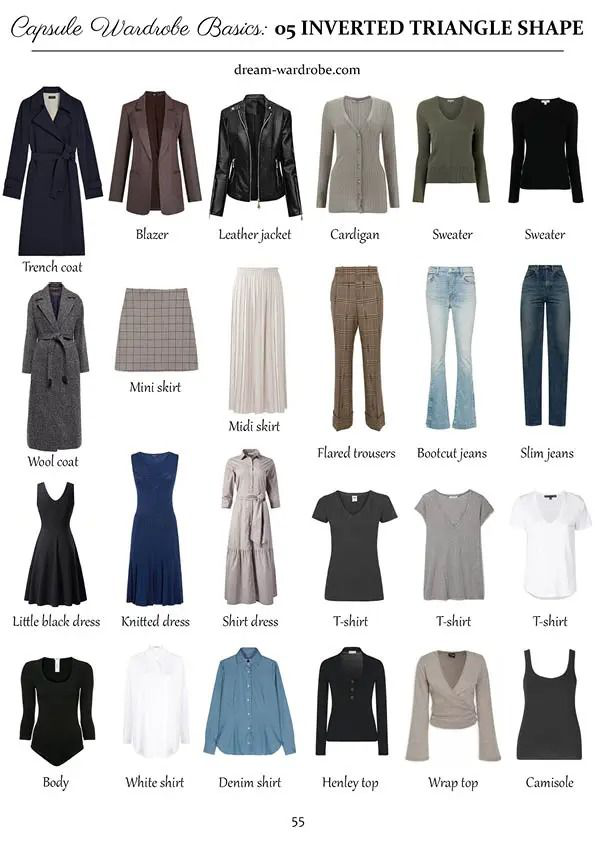 Capsule Wardrobe Basics: 05 INVERTED TRIANGLE SHAPE
dream-wardrobe.com
Trench coat
Blazer
Leather jacket
Cardigan
Sweater
Sweater
Wool coat
Mini skirt
Midi skirt
Flared trousers
Bootcut jeans
Slim jeans
Little black dress
Knitted dress
Shirt dress
T-shirt
T-shirt
T-shirt
Body
White shirt
Denim shirt
Henley top
Wrap top
Camisole
55